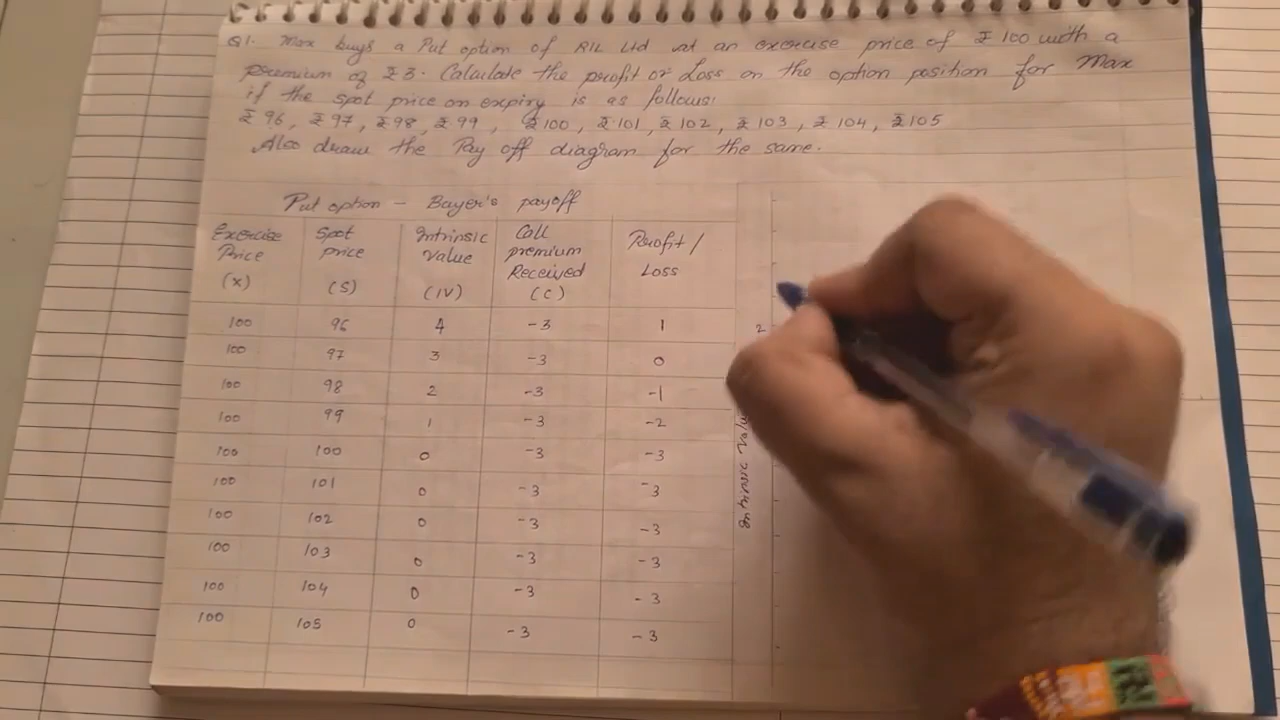 Q1. Max buys a Put option of RIL Ltd at an exercise price of ₹ 100 with a
premium of ₹ 3. Calculate the profit or Loss on the option position for Max
if the spot price on expiry is as follows:
₹ 96, ₹ 97, ₹ 98, ₹ 99, ₹ 100, ₹ 101, ₹ 102, ₹ 103, ₹ 104, ₹ 105
Also draw the Pay off diagram for the same.
Put option - Bayer's payoff
Exercise Price (X) Spot price (S) Intrinsic value (IV) Call premium Received (C) Profit / Loss
100 96 4 -3 1
100 97 3 -3 0
100 98 2 -3 -1
100 99 1 -3 -2
100 100 0 -3 -3
100 101 0 -3 -3
100 102 0 -3 -3
100 103 0 -3 -3
100 104 0 -3 -3
100 105 0 -3 -3
2
Intrinsic